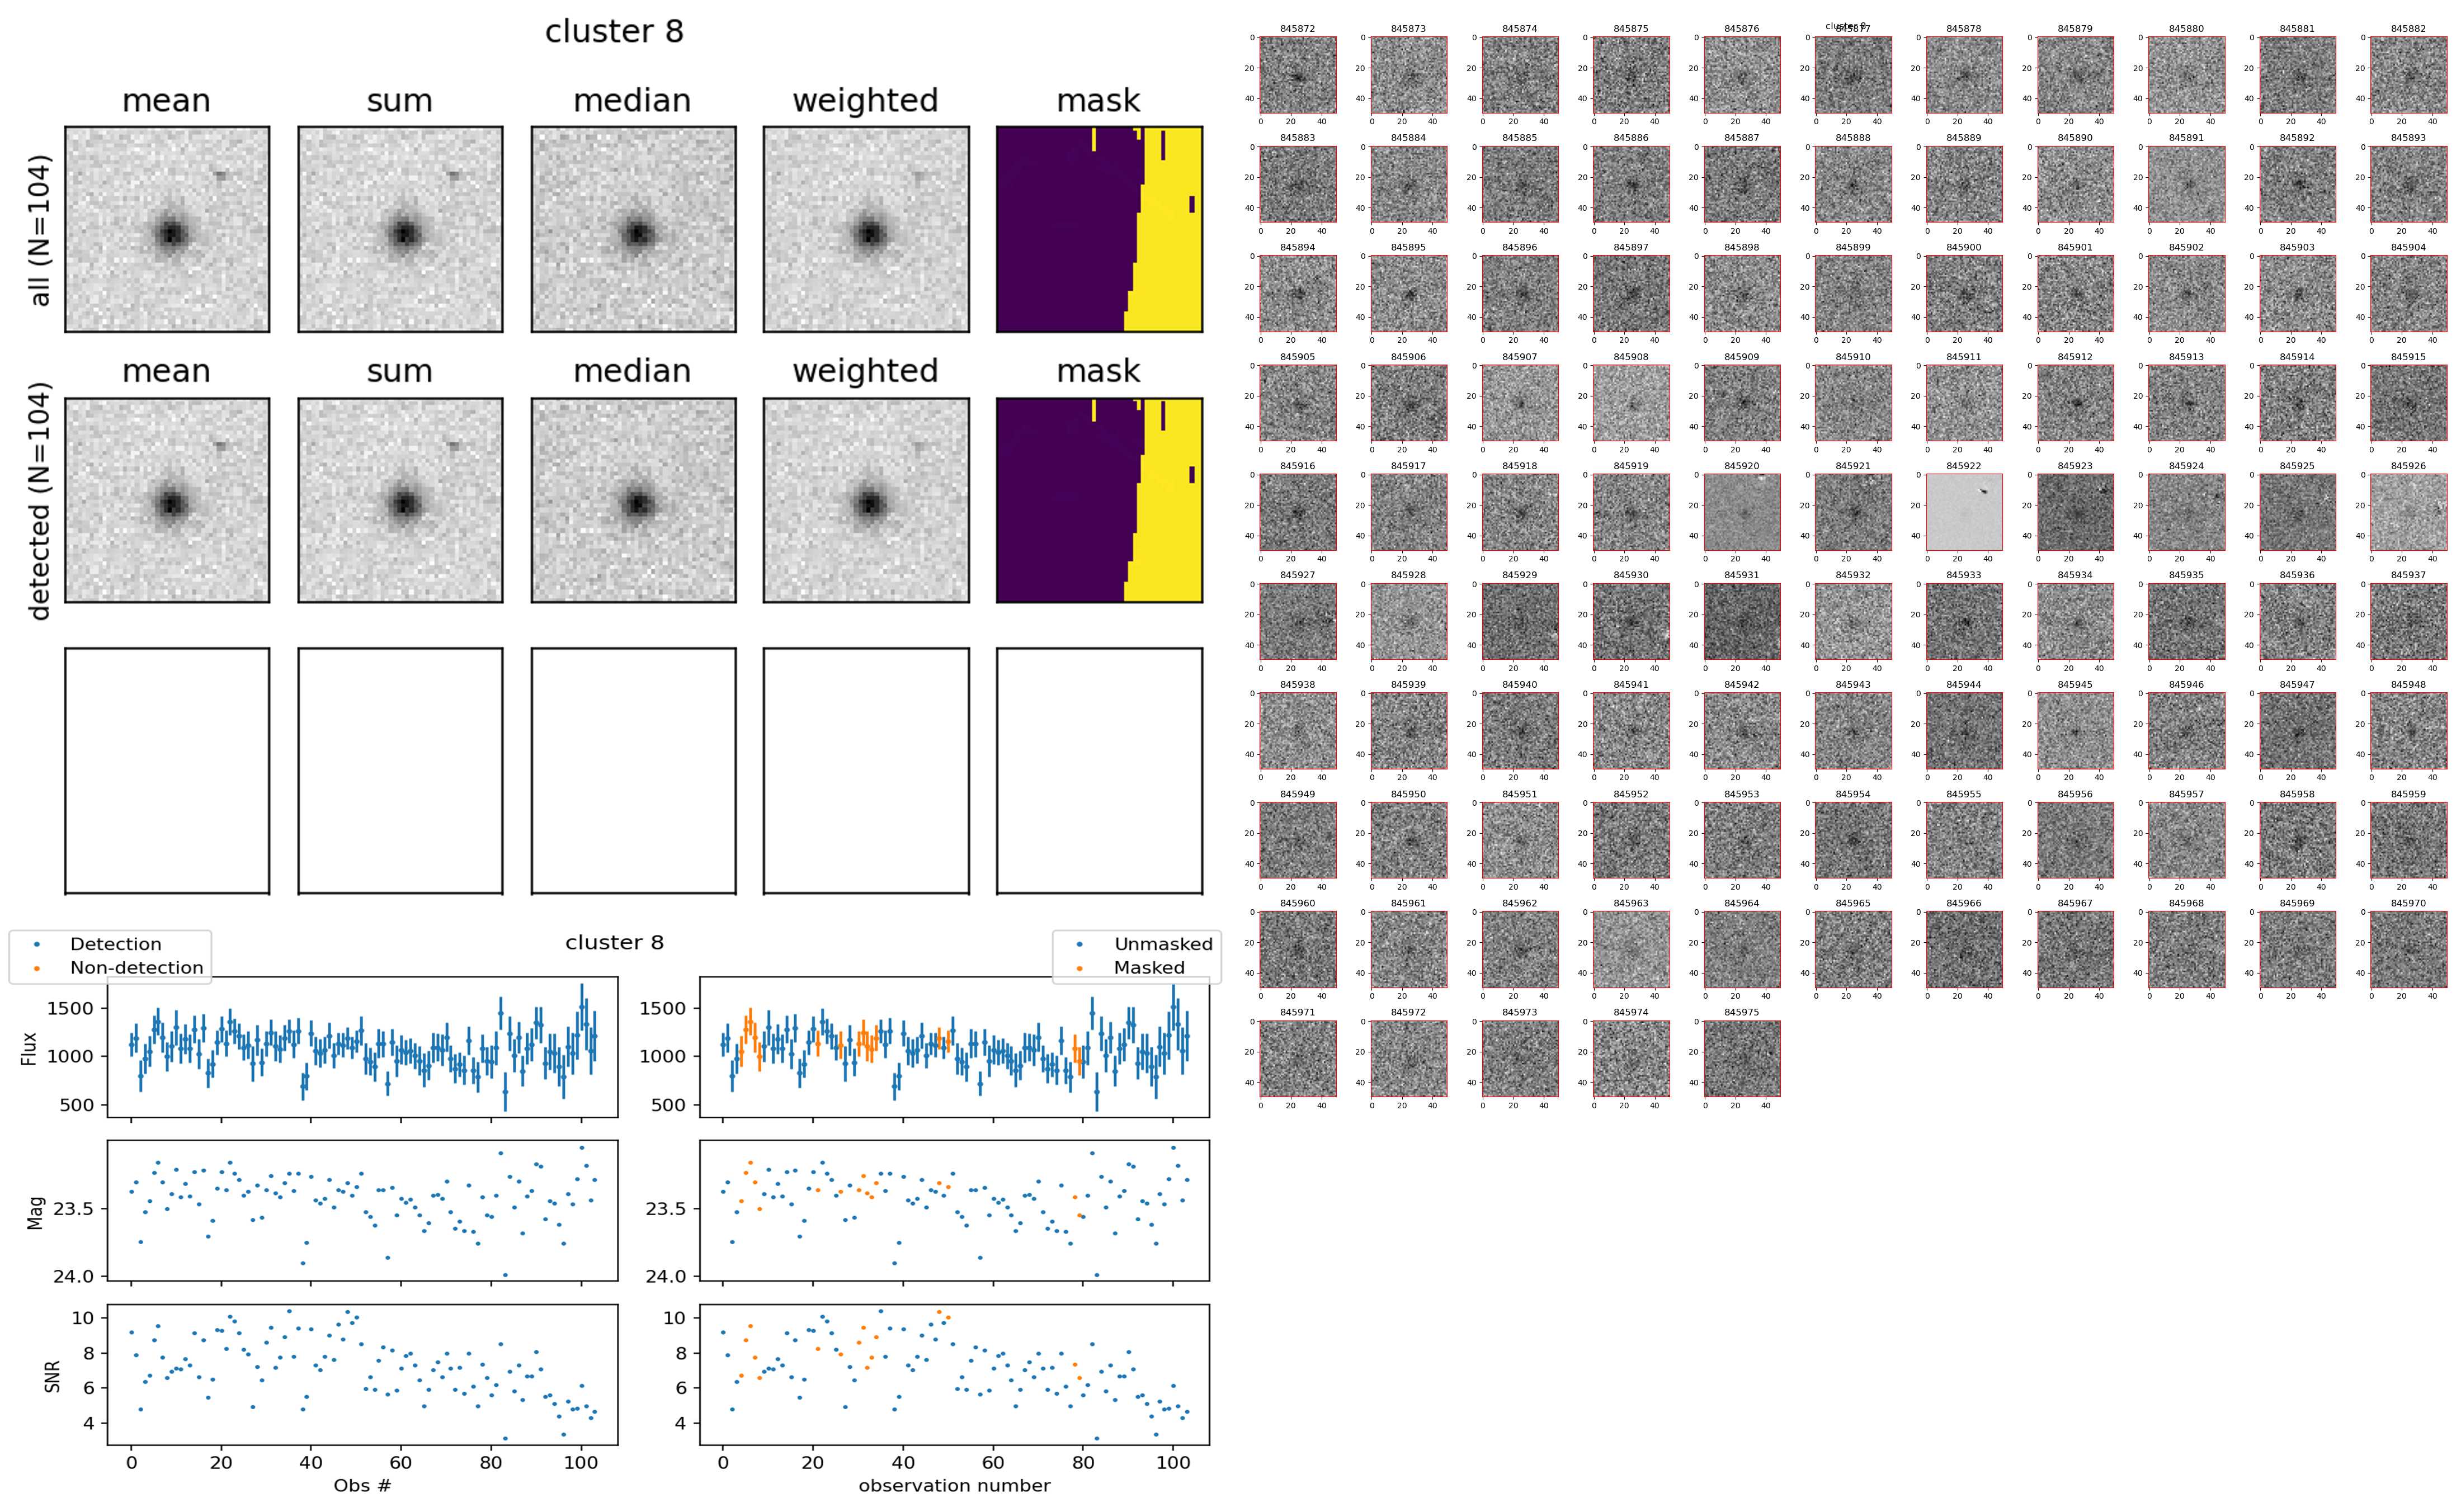 cluster 8
mean sum median weighted mask
all (N=104)
mean sum median weighted mask
detected (N=104)
cluster 8
Detection
Non-detection
Unmasked
Masked
Flux
1500
1000
500
1500
1000
500
Mag
23.5
24.0
23.5
24.0
SNR
10
8
6
4
10
8
6
4
0 20 40 60 80 100
Obs #
0 20 40 60 80 100
observation number
cluster 8
845872 845873 845874 845875 845876 845877 845878 845879 845880 845881 845882
845883 845884 845885 845886 845887 845888 845889 845890 845891 845892 845893
845894 845895 845896 845897 845898 845899 845900 845901 845902 845903 845904
845905 845906 845907 845908 845909 845910 845911 845912 845913 845914 845915
845916 845917 845918 845919 845920 845921 845922 845923 845924 845925 845926
845927 845928 845929 845930 845931 845932 845933 845934 845935 845936 845937
845938 845939 845940 845941 845942 845943 845944 845945 845946 845947 845948
845949 845950 845951 845952 845953 845954 845955 845956 845957 845958 845959
845960 845961 845962 845963 845964 845965 845966 845967 845968 845969 845970
845971 845972 845973 845974 845975